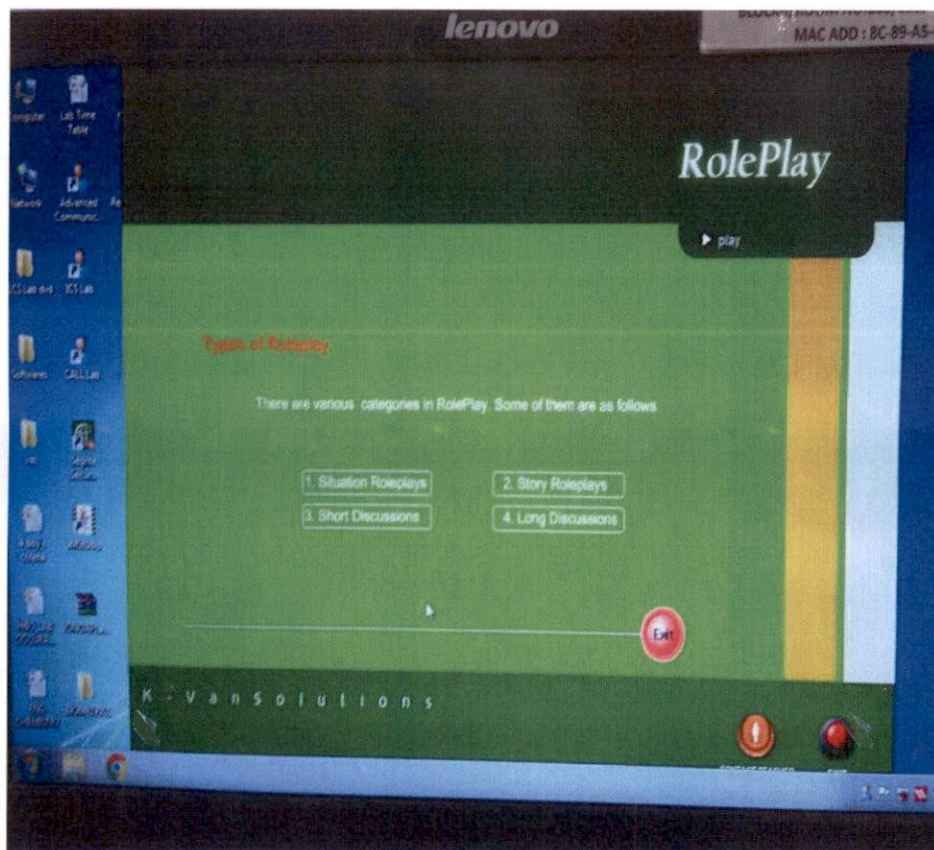 lenovo
MAC ADD : 8C-89-A5-
RolePlay
play
Computer
Lab Time
Table
Network
Advanced
Communic...
ICS Lab
Softwares
CALL Lab
Types of Roleplay
There are various categories in RolePlay. Some of them are as follows
1. Situation Roleplays
2. Story Roleplays
3. Short Discussions
4. Long Discussions
Exit
K-VanSolutions
CHEMISTRY